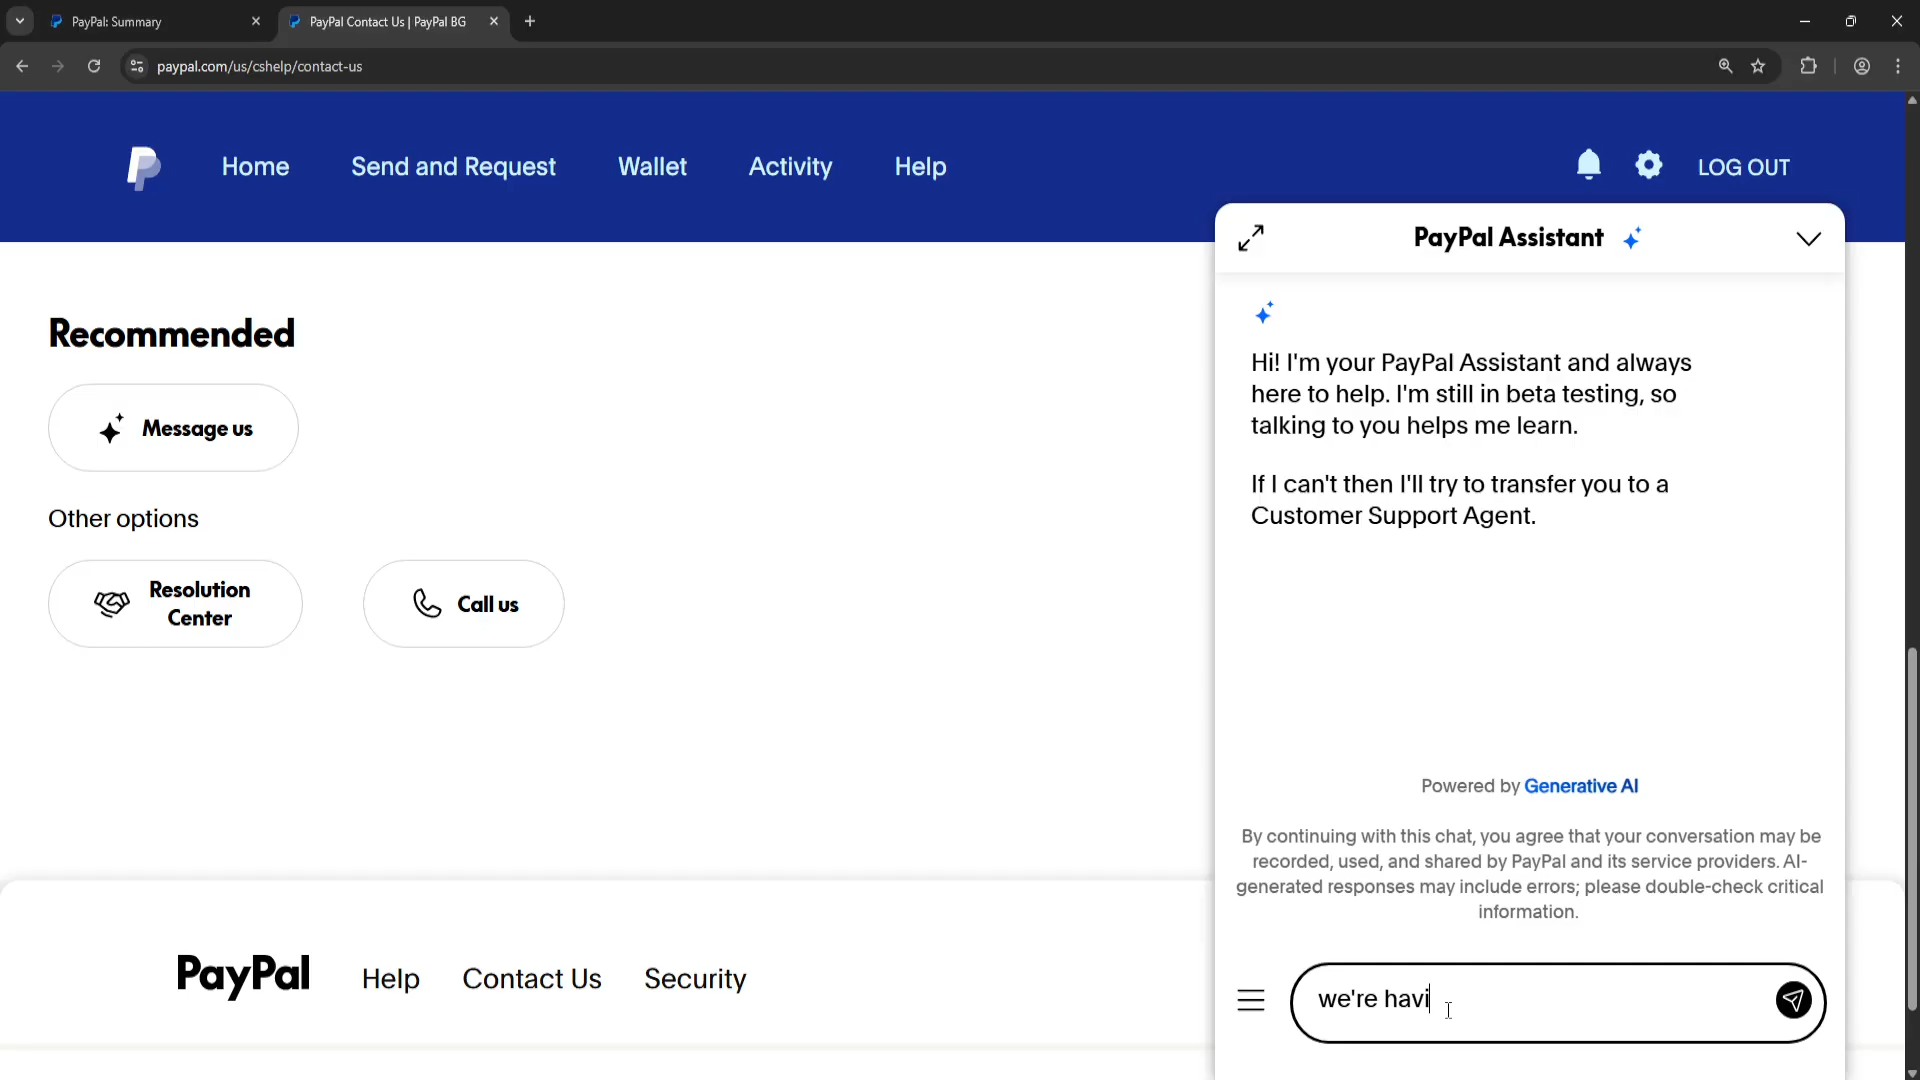 PayPal: Summary
PayPal Contact Us | PayPal BG
paypal.com/us/cshelp/contact-us
Home
Send and Request
Wallet
Activity
Help
LOG OUT
Recommended
Message us
Other options
Resolution
Center
Call us
PayPal Assistant
Hi! I'm your PayPal Assistant and always
here to help. I'm still in beta testing, so
talking to you helps me learn.
If I can't then I'll try to transfer you to a
Customer Support Agent.
Powered by Generative AI
By continuing with this chat, you agree that your conversation may be
recorded, used, and shared by PayPal and its service providers. AI-
generated responses may include errors; please double-check critical
information.
we're havi
PayPal
Help
Contact Us
Security